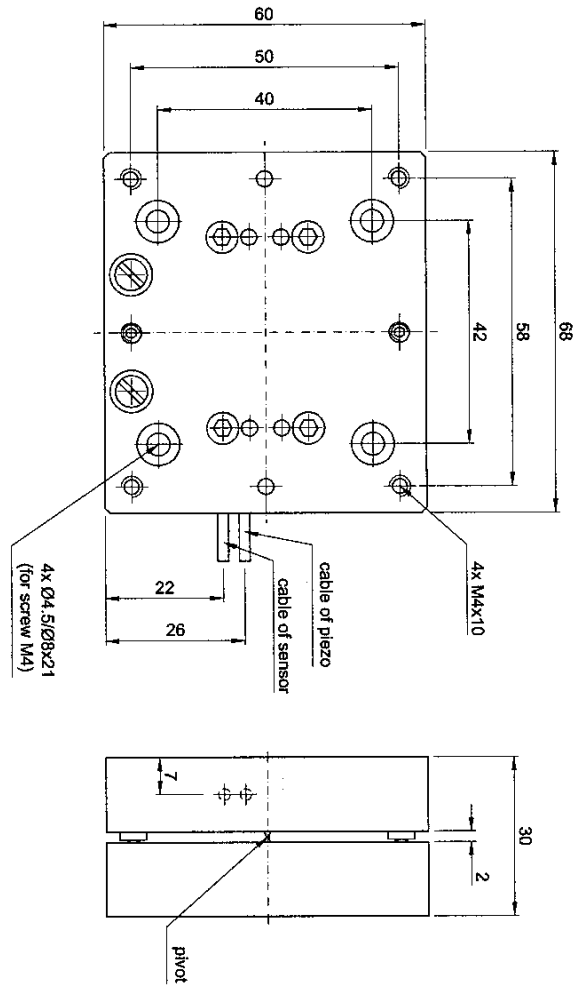 60
50
40
42
58
68
4x M4x10
cable of piezo
cable of sensor
22
26
4x Ø4.5/Ø8x21
(for screw M4)
7
30
2
pivot